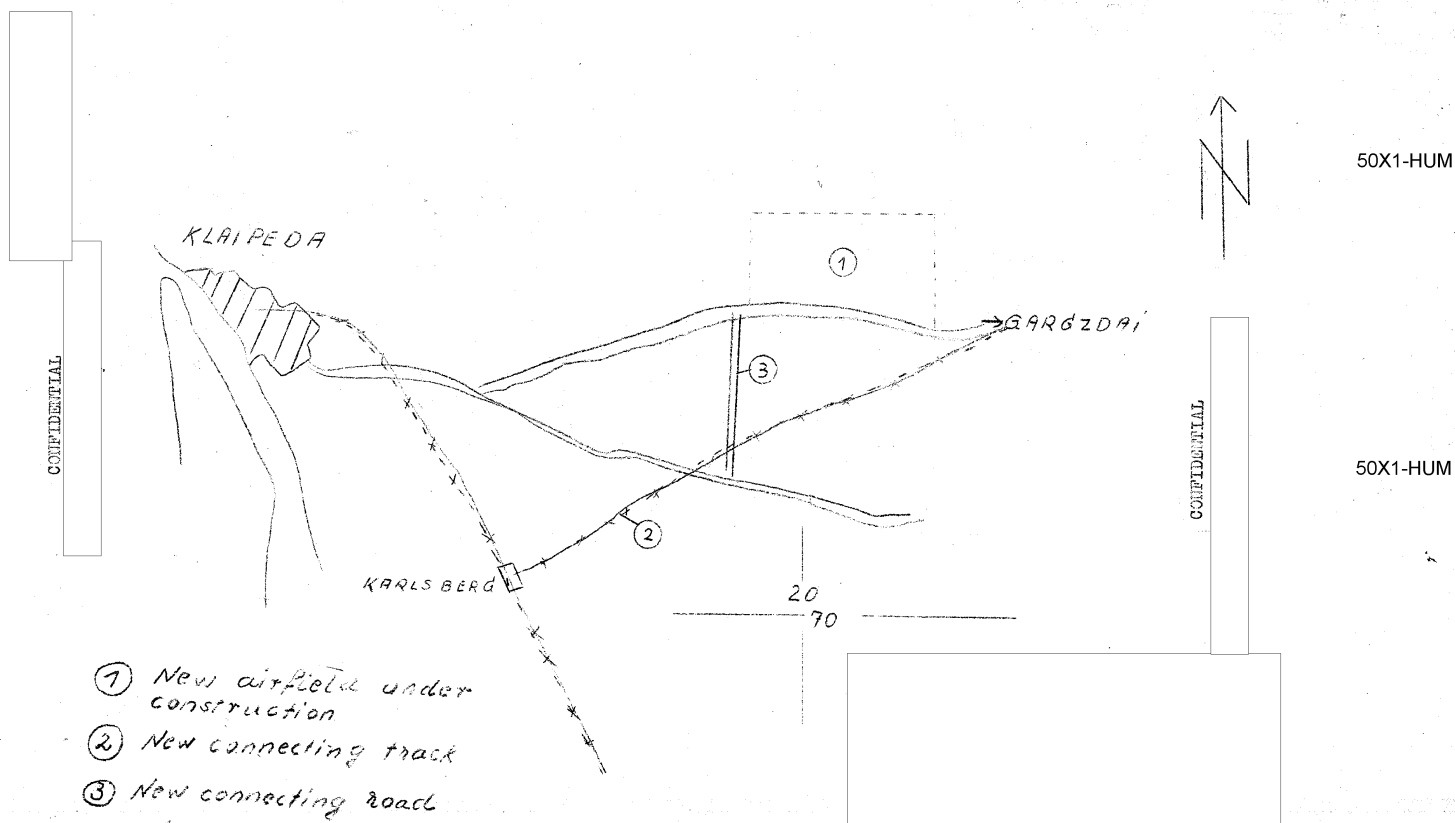 N
50X1-HUM
KLAIPEDA
1
→GARGZDAI
CONFIDENTIAL
3
CONFIDENTIAL
50X1-HUM
2
KARLSBERG
20
70
1 New airfield under
construction
2 New connecting track
3 New connecting road